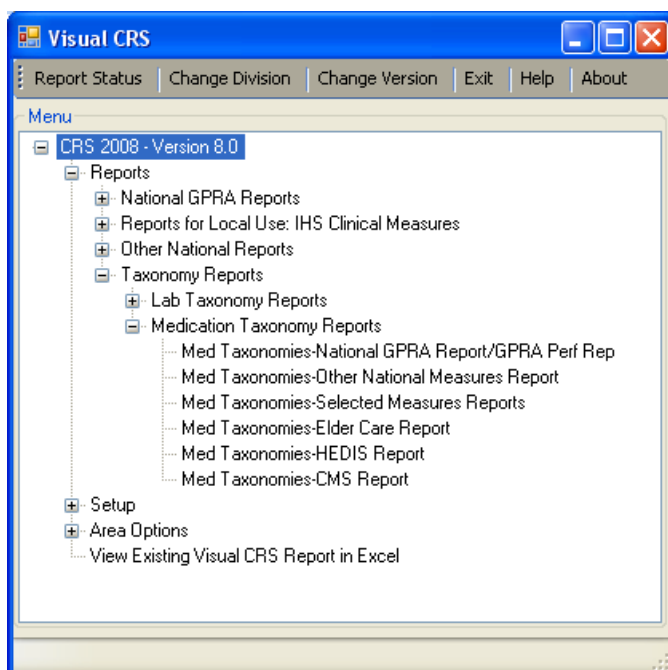 Visual CRS
Report Status Change Division Change Version Exit Help About
Menu
CRS 2008 - Version 8.0
Reports
National GPRA Reports
Reports for Local Use: IHS Clinical Measures
Other National Reports
Taxonomy Reports
Lab Taxonomy Reports
Medication Taxonomy Reports
Med Taxonomies-National GPRA Report/GPRA Perf Rep
Med Taxonomies-Other National Measures Report
Med Taxonomies-Selected Measures Reports
Med Taxonomies-Elder Care Report
Med Taxonomies-HEDIS Report
Med Taxonomies-CMS Report
Setup
Area Options
View Existing Visual CRS Report in Excel